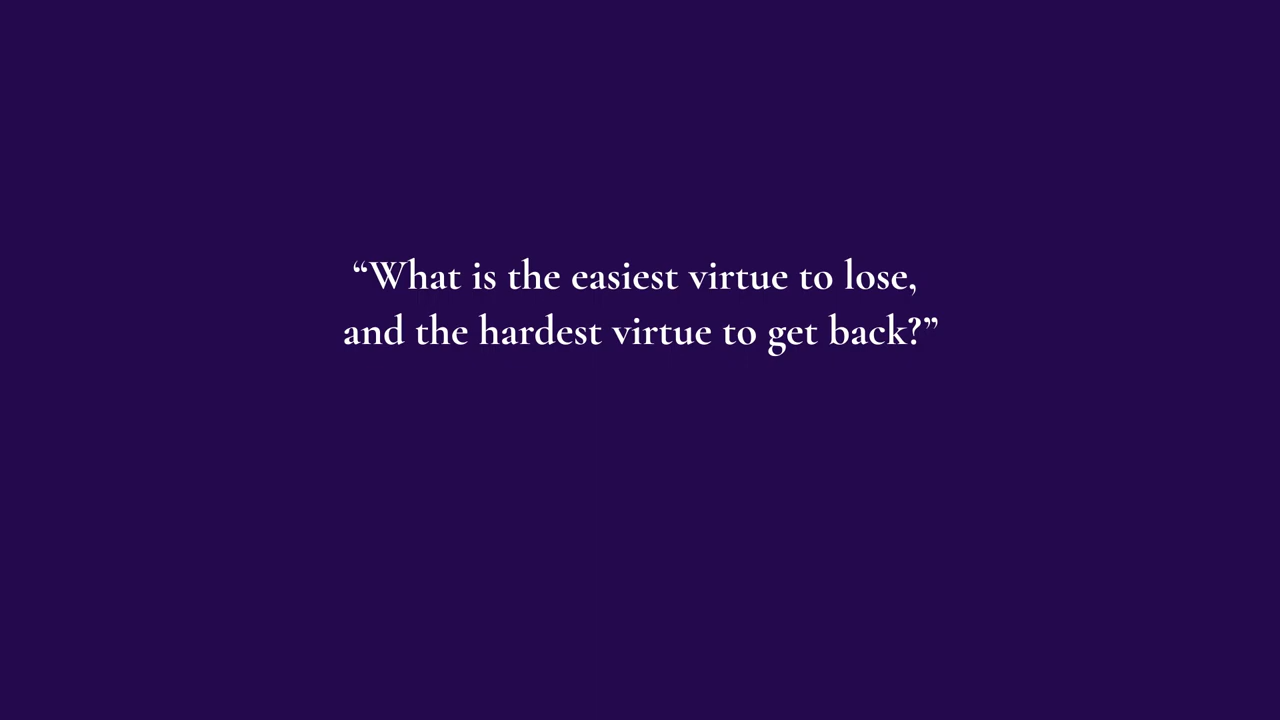 “What is the easiest virtue to lose,
and the hardest virtue to get back?”